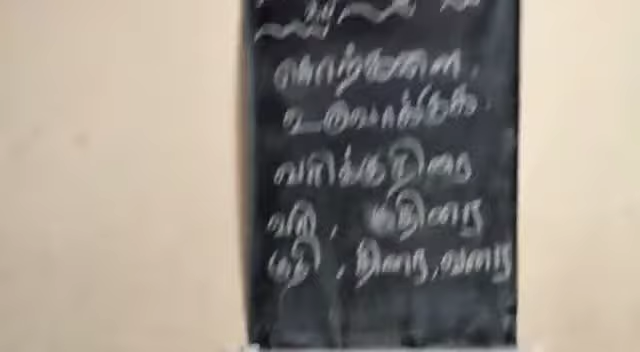 சொற்களை
உருவாக்குக.
வரிக்குதிரை
வரி, குதிரை
குதி, திரை, வரை